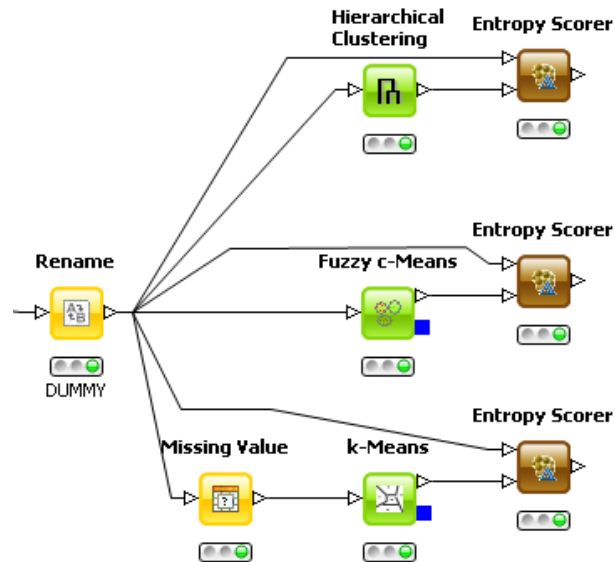 Hierarchical
Clustering
Entropy Scorer
Entropy Scorer
Rename
Fuzzy c-Means
DUMMY
Entropy Scorer
Missing Value
k-Means